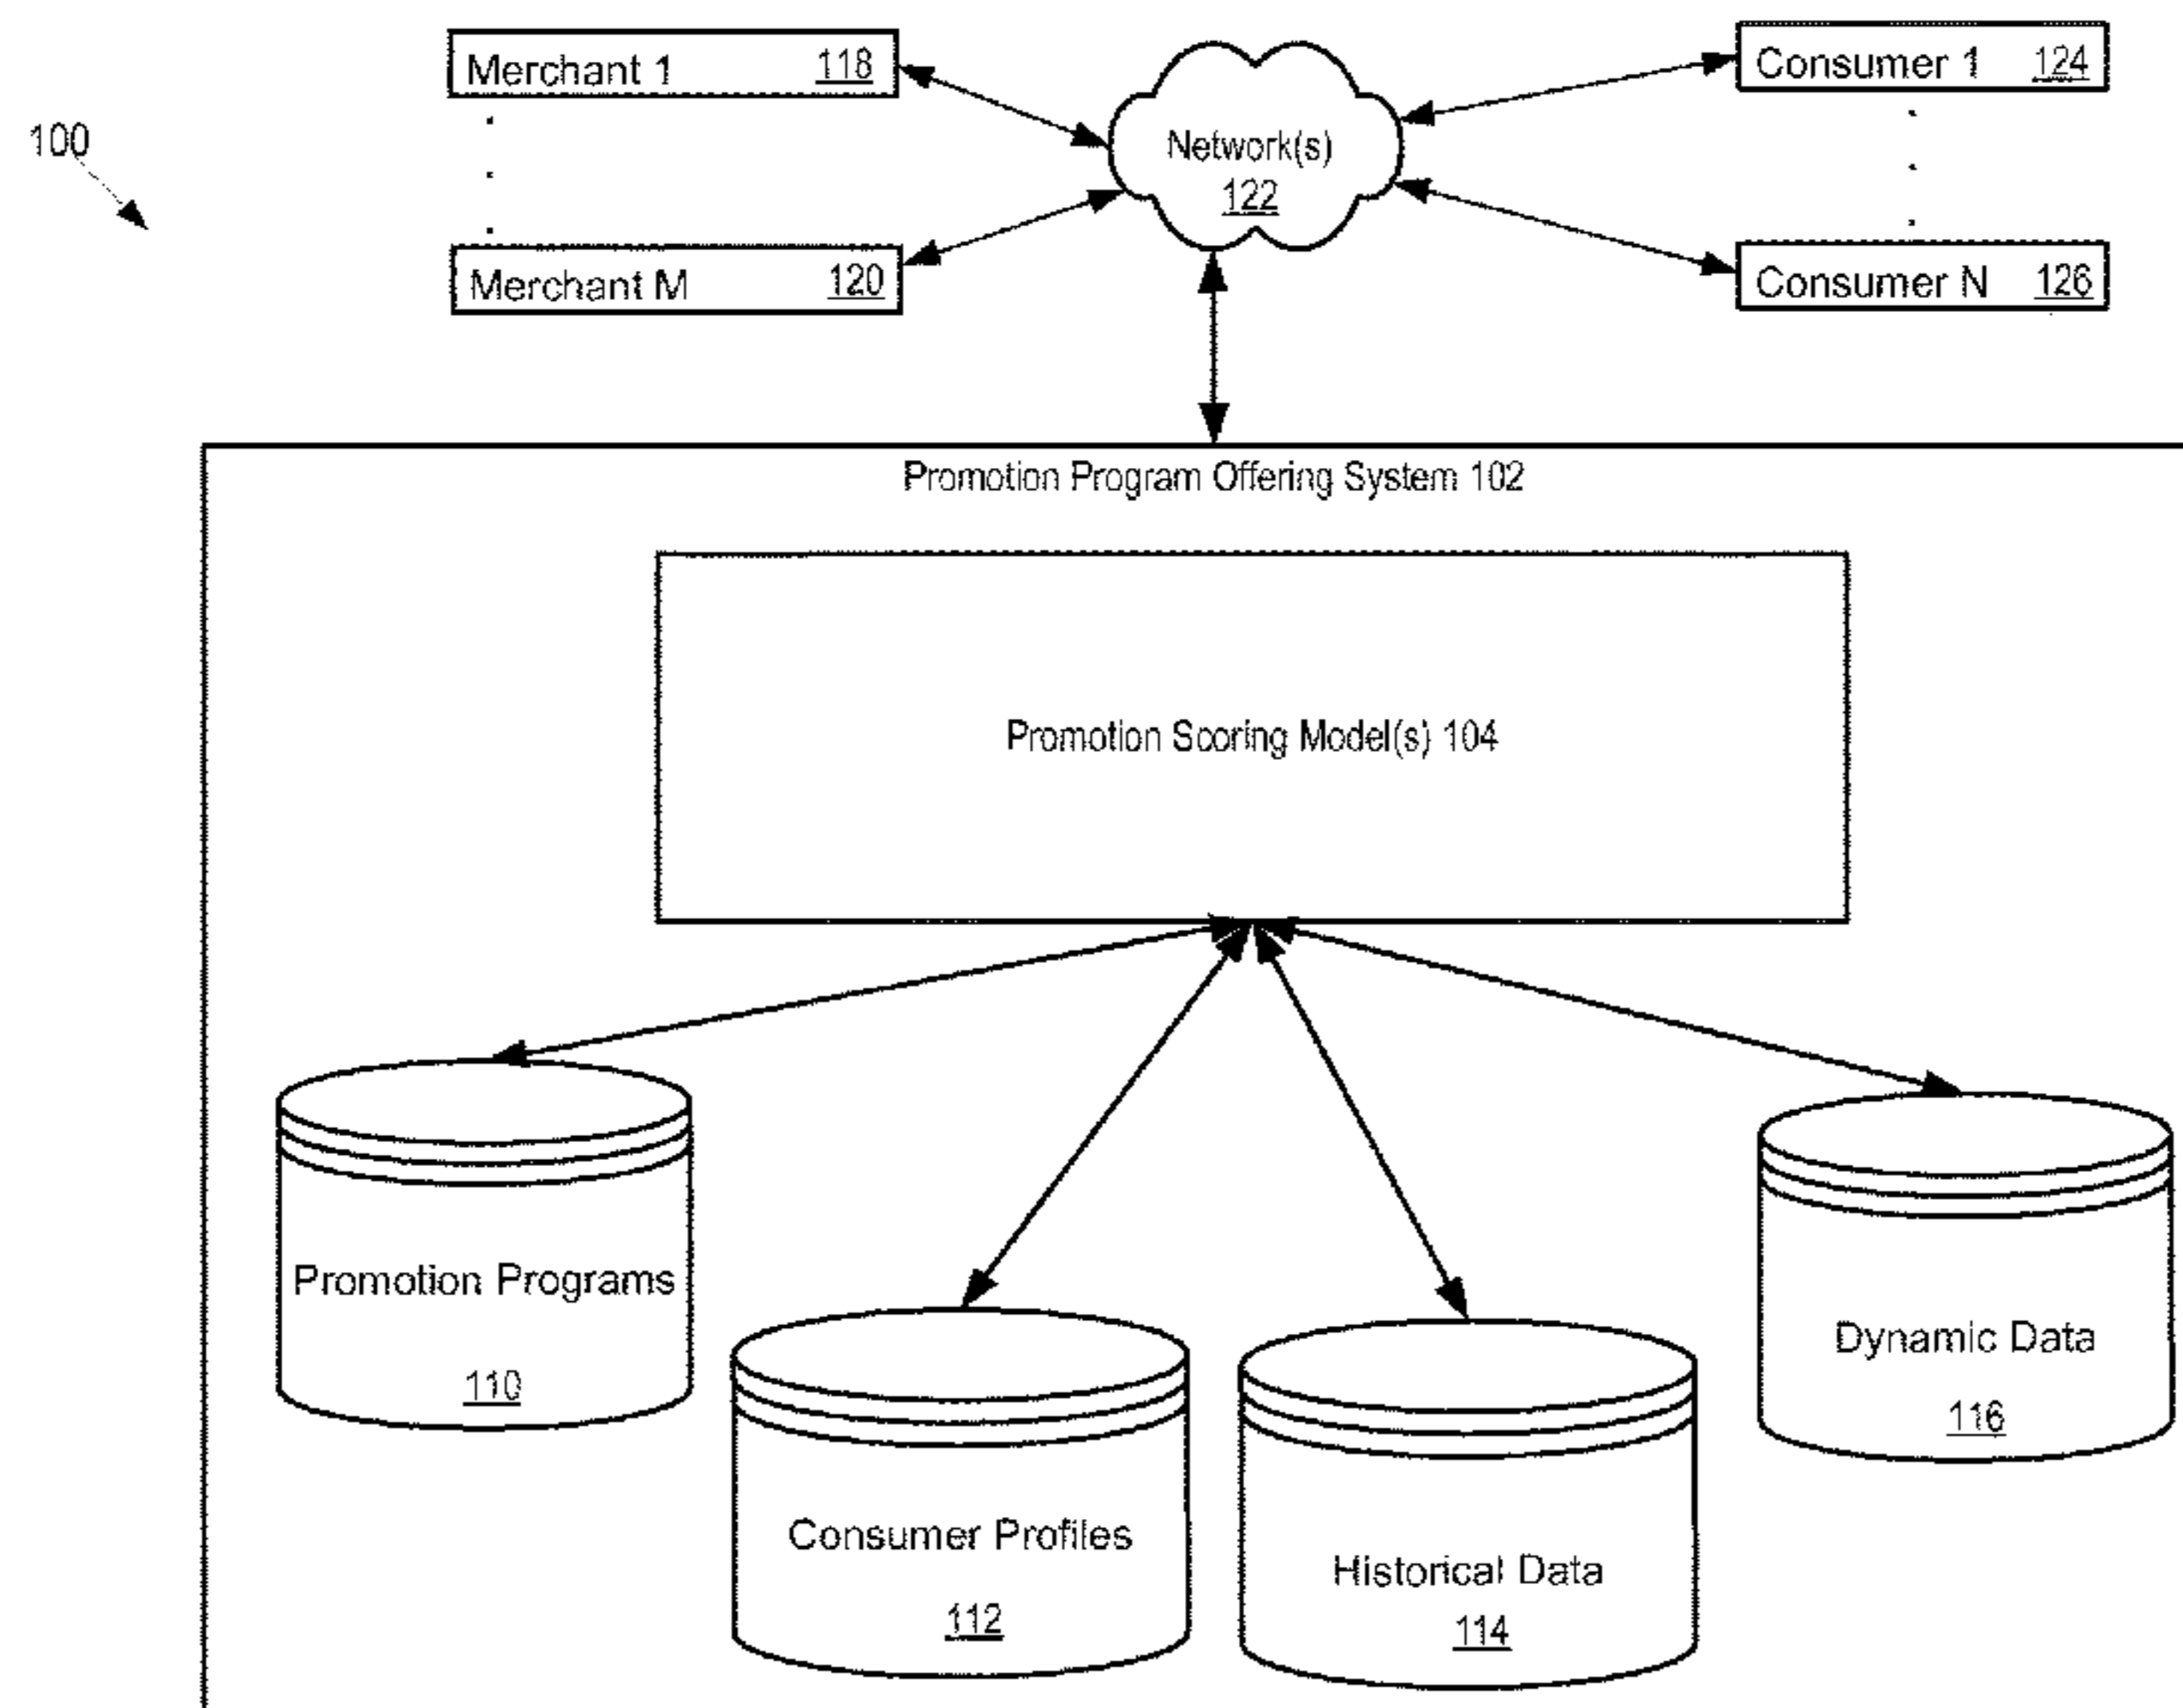 Merchant 1 118
Consumer 1 124
100
Network(s)
122
Merchant M 120
Consumer N 126
Promotion Program Offering System 102
Promotion Scoring Model(s) 104
Promotion Programs
110
Dynamic Data
116
Consumer Profiles
112
Historical Data
114